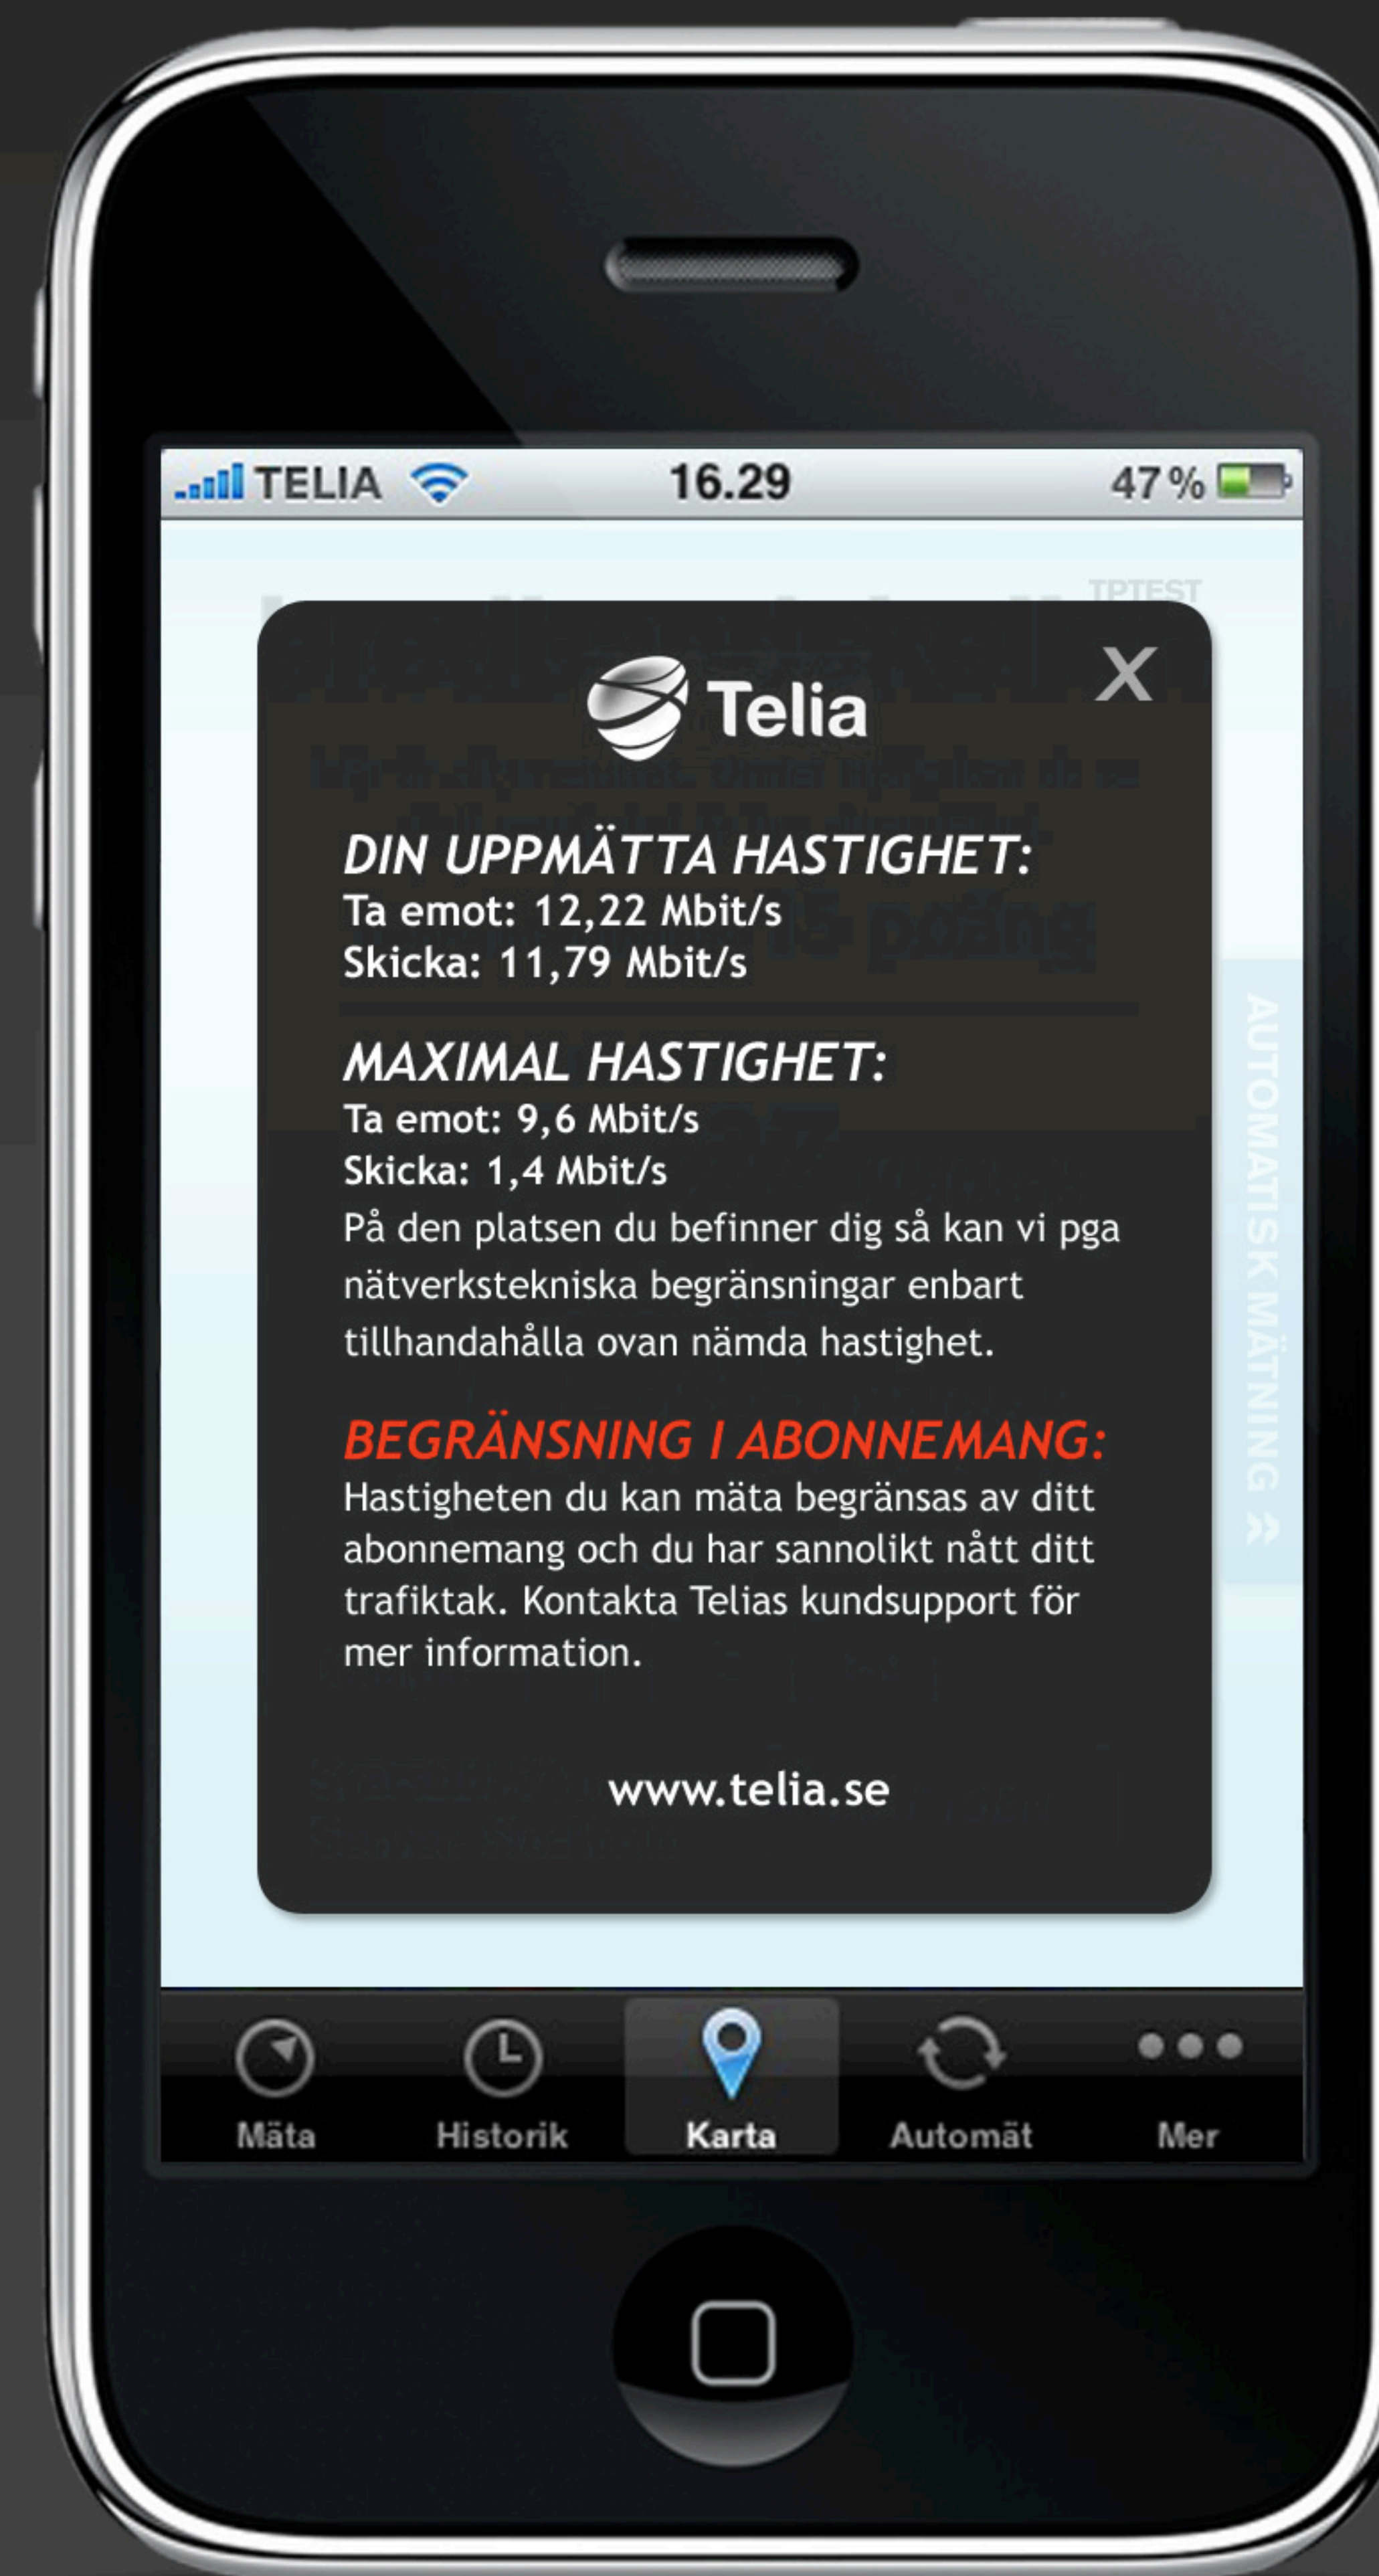 TELIA 16.29 47%
TPTEST
X
Telia
DIN UPPMÄTTA HASTIGHET:
Ta emot: 12,22 Mbit/s
Skicka: 11,79 Mbit/s
15 poäng
MAXIMAL HASTIGHET:
Ta emot: 9,6 Mbit/s
Skicka: 1,4 Mbit/s
På den platsen du befinner dig så kan vi pga
nätverkstekniska begränsningar enbart
tillhandahålla ovan nämda hastighet.
BEGRÄNSNING I ABONNEMANG:
Hastigheten du kan mäta begränsas av ditt
abonnemang och du har sannolikt nått ditt
trafiktak. Kontakta Telias kundsupport för
mer information.
www.telia.se
AUTOMATISK MÄTNING
Mäta Historik Karta Automät Mer